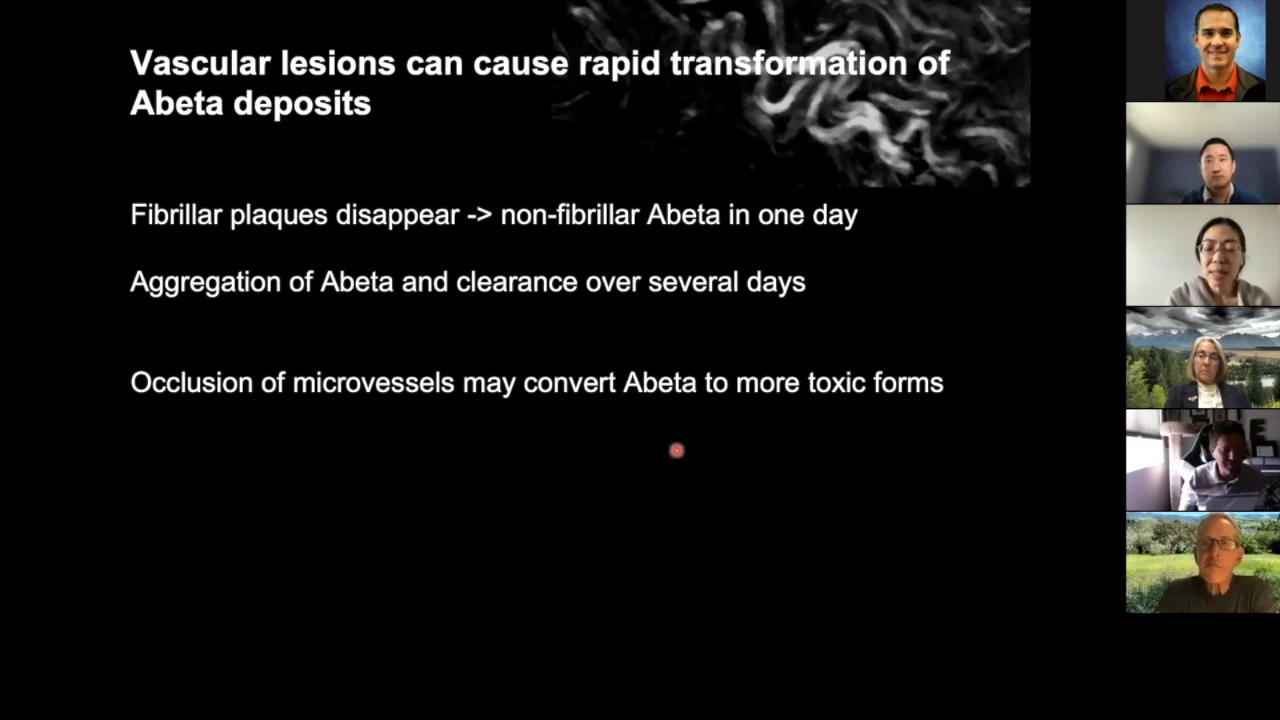 Vascular lesions can cause rapid transformation of
Abeta deposits
Fibrillar plaques disappear -> non-fibrillar Abeta in one day
Aggregation of Abeta and clearance over several days
Occlusion of microvessels may convert Abeta to more toxic forms